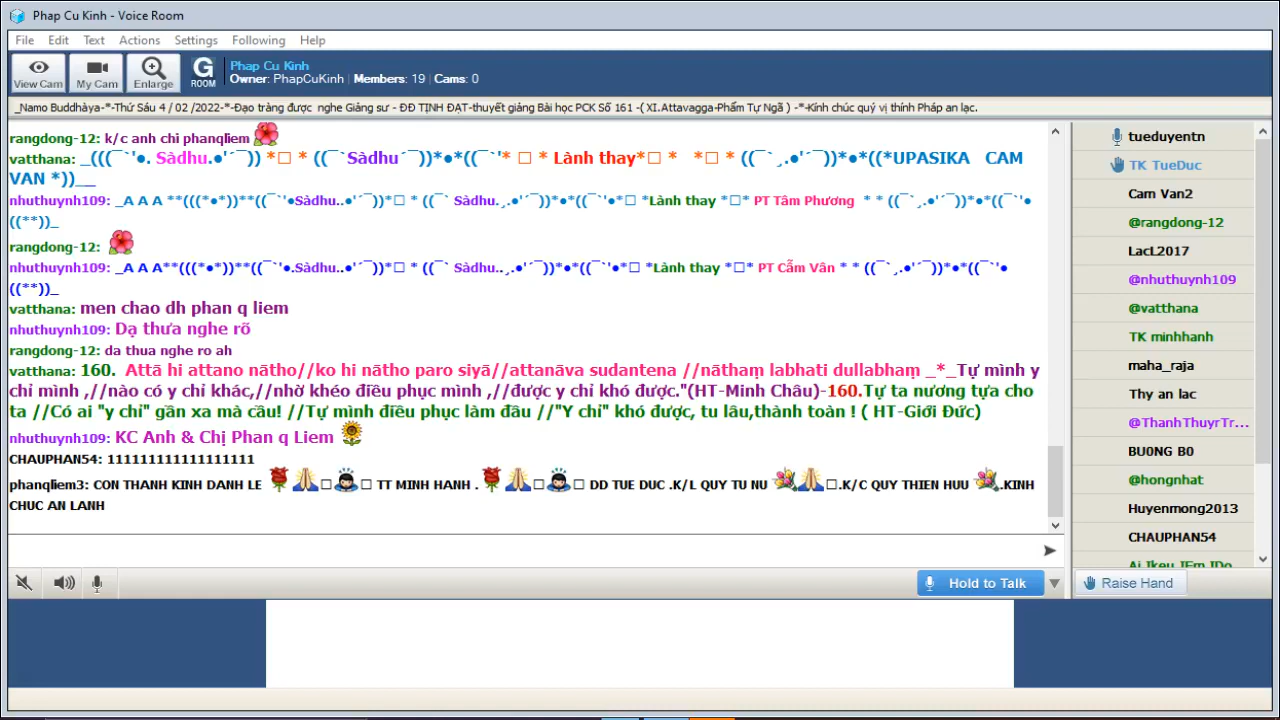 Phap Cu Kinh - Voice Room
File Edit Text Actions Settings Following Help
View Cam My Cam Enlarge G ROOM
Phap Cu Kinh
Owner: PhapCuKinh Members: 19 Cams: 0
_Namo Buddhàya-*-Thứ Sáu 4 / 02 /2022-*-Đạo tràng được nghe Giảng sư - ĐĐ TỊNH ĐẠT-thuyết giảng Bài học PCK Số 161 -( XI.Attavagga-Phẩm Tự Ngã ) -*-Kính chúc quý vị thính Pháp an lạc.
rangdong-12: k/c anh chi phanqliem
vatthana: _(((¯`'•. Sàdhu.•'´¯)) *□ * ((¯`Sàdhu´¯))*•*((¯`'* □ * Lành thay*□ * *□ * ((¯`¸.•'´¯))*•*((*UPASIKA CAM
VAN *))__
nhuthuynh109: _A A A **(((*•*))**((¯`'•Sàdhu..•'´¯))*□ * ((¯` Sàdhu.¸.•'´¯))*•*((¯`'•*□ *Lành thay *□* PT Tâm Phương * * ((¯`¸.•'´¯))*•*((¯`'•
((**))_
rangdong-12:
nhuthuynh109: _A A A**(((*•*))**((¯`'•.Sàdhu..•'´¯))*□ * ((¯` Sàdhu..¸.•'´¯))*•*((¯`'•*□ *Lành thay *□* PT Cẩm Vân * * ((¯`¸.•'´¯))*•*((¯`'•
((**))_
vatthana: men chao dh phan q liem
nhuthuynh109: Dạ thưa nghe rõ
rangdong-12: da thua nghe ro ah
vatthana: 160. Attā hi attano nātho//ko hi nātho paro siyā//attanāva sudantena //nāthaṃ labhati dullabhaṃ _*_Tự mình y
chỉ mình ,//nào có y chỉ khác,//nhờ khéo điều phục mình ,//được y chỉ khó được."(HT-Minh Châu)-160.Tự ta nương tựa cho
ta //Có ai "y chỉ" gần xa mà cầu! //Tự mình điều phục làm đầu //"Y chỉ" khó được, tu lâu,thành toàn ! ( HT-Giới Đức)
nhuthuynh109: KC Anh & Chị Phan q Liem
CHAUPHAN54: 111111111111111111
phanqliem3: CON THANH KINH DANH LE □ □ TT MINH HANH . □ □ DD TUE DUC .K/L QUY TU NU □.K/C QUY THIEN HUU .KINH
CHUC AN LANH
Hold to Talk
tueduyentn
TK TueDuc
Cam Van2
@rangdong-12
LacL2017
@nhuthuynh109
@vatthana
TK minhhanh
maha_raja
Thy an lac
@ThanhThuyrTr...
BU0NG B0
@hongnhat
Huyenmong2013
CHAUPHAN54
Raise Hand